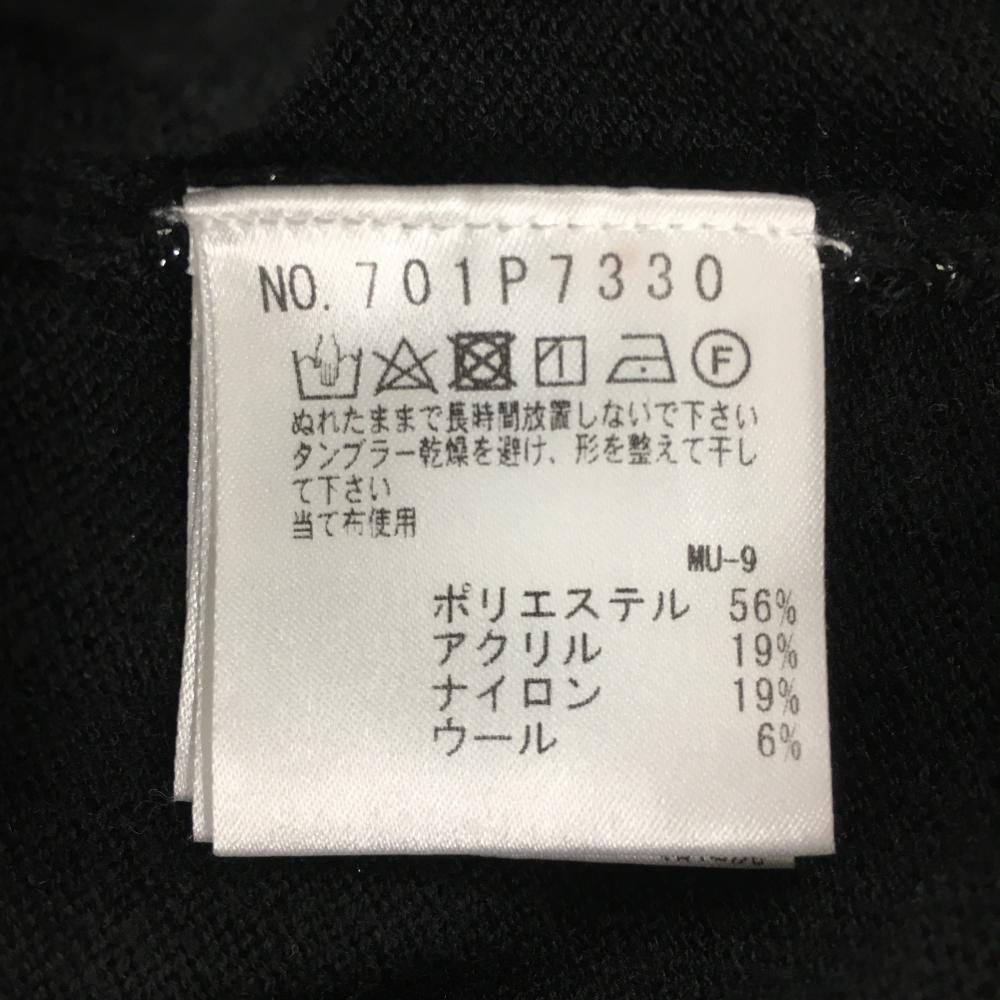 NO. 701P7330
F
ぬれたままで長時間放置しないで下さい
タンブラー乾燥を避け、形を整えて干し
て下さい
当て布使用
MU-9
ポリエステル 56%
アクリル 19%
ナイロン 19%
ウール 6%